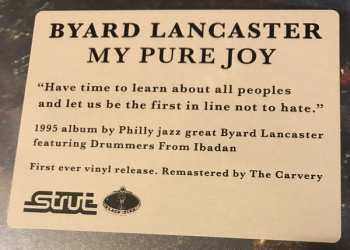 BYARD LANCASTER
MY PURE JOY
“Have time to learn about all peoples
and let us be the first in line not to hate.”
1995 album by Philly jazz great Byard Lancaster
featuring Drummers From Ibadan
First ever vinyl release. Remastered by The Carvery
strut